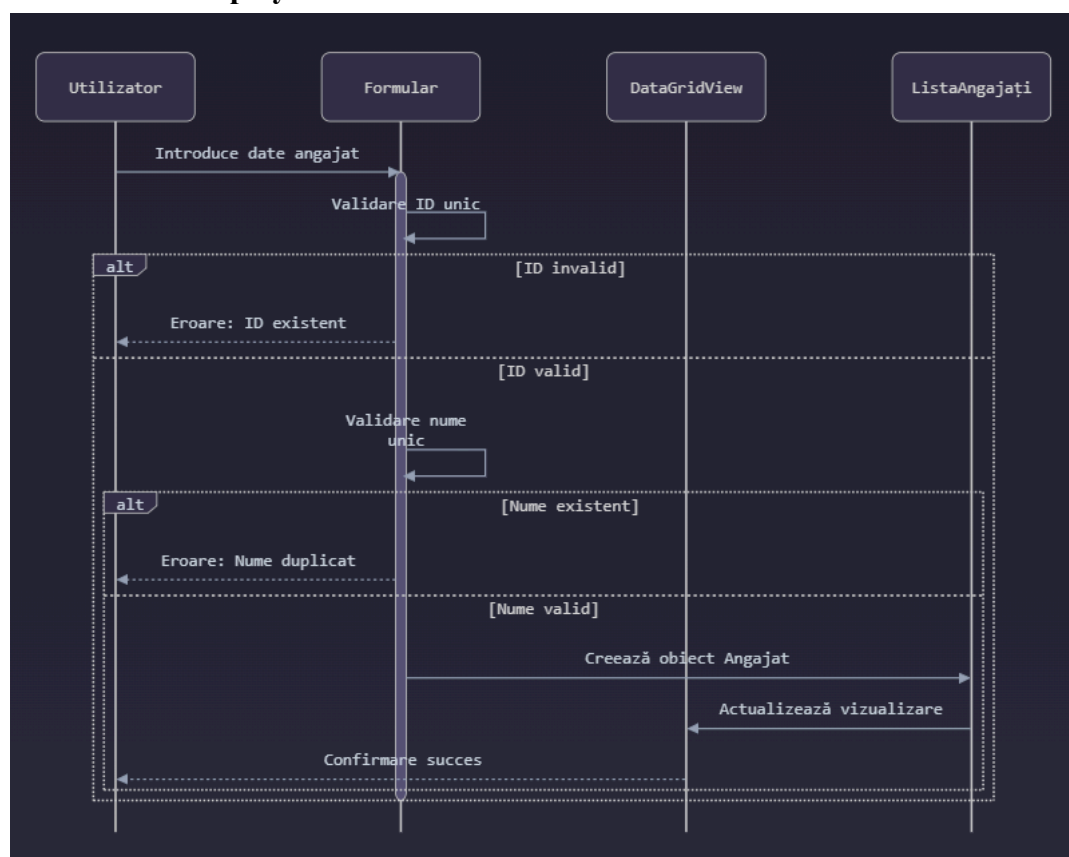 Utilizator
Formular
DataGridView
ListaAngajați
Introduce date angajat
Validare ID unic
alt
[ID invalid]
Eroare: ID existent
[ID valid]
Validare nume
unic
alt
[Nume existent]
Eroare: Nume duplicat
[Nume valid]
Creează obiect Angajat
Actualizează vizualizare
Confirmare succes